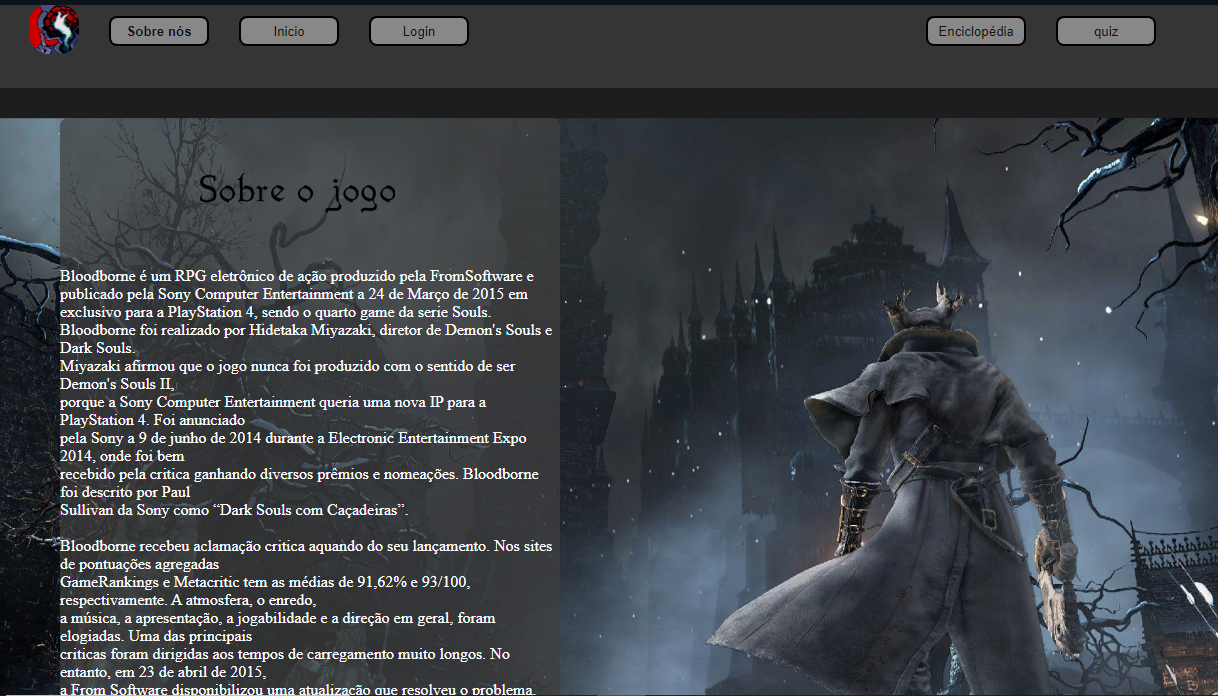 Sobre nós
Inicio
Login
Enciclopédia
quiz
Sobre o jogo
Bloodborne é um RPG eletrônico de ação produzido pela FromSoftware e
publicado pela Sony Computer Entertainment a 24 de Março de 2015 em
exclusivo para a PlayStation 4, sendo o quarto game da serie Souls.
Bloodborne foi realizado por Hidetaka Miyazaki, diretor de Demon's Souls e
Dark Souls.
Miyazaki afirmou que o jogo nunca foi produzido com o sentido de ser
Demon's Souls II,
porque a Sony Computer Entertainment queria uma nova IP para a
PlayStation 4. Foi anunciado
pela Sony a 9 de junho de 2014 durante a Electronic Entertainment Expo
2014, onde foi bem
recebido pela critica ganhando diversos prêmios e nomeações. Bloodborne
foi descrito por Paul
Sullivan da Sony como “Dark Souls com Caçadeiras”.
Bloodborne recebeu aclamação critica aquando do seu lançamento. Nos sites
de pontuações agregadas
GameRankings e Metacritic tem as médias de 91,62% e 93/100,
respectivamente. A atmosfera, o enredo,
a música, a apresentação, a jogabilidade e a direção em geral, foram
elogiadas. Uma das principais
criticas foram dirigidas aos tempos de carregamento muito longos. No
entanto, em 23 de abril de 2015,
a From Software disponibilizou uma atualização que resolveu o problema.